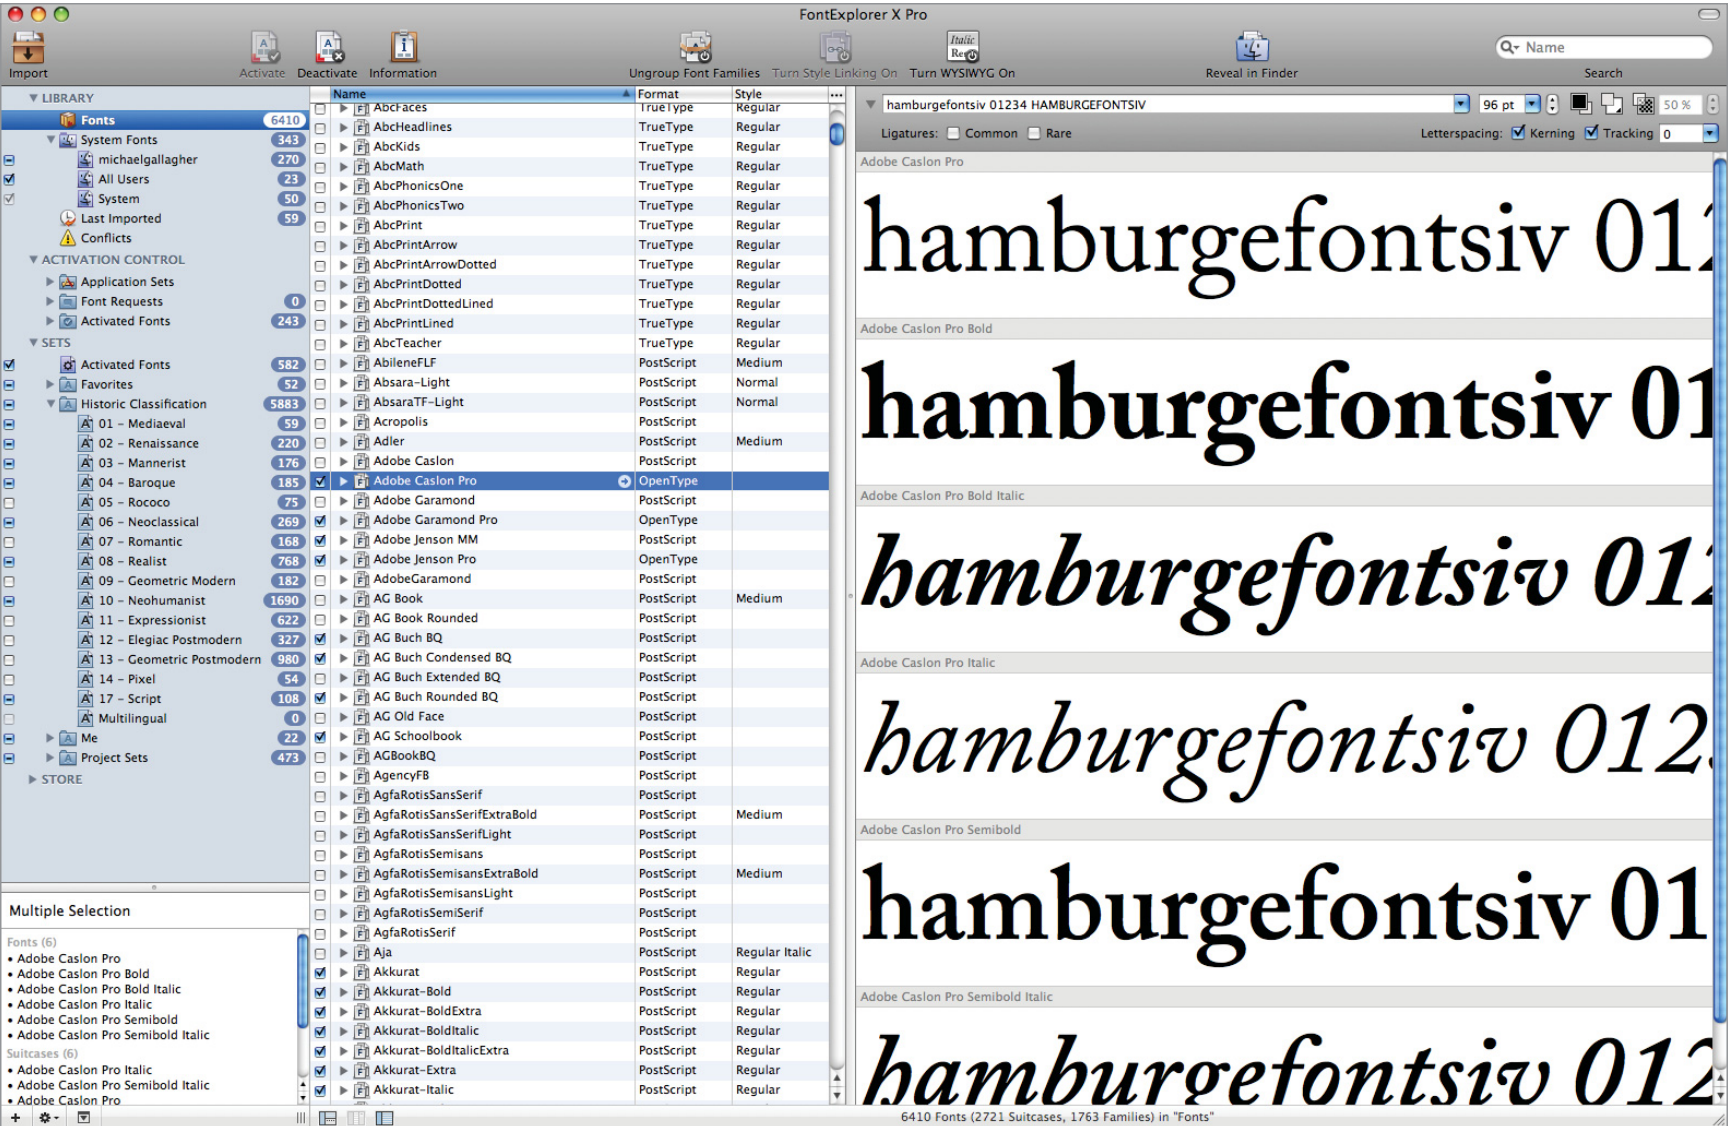 FontExplorer X Pro
Import
Activate
Deactivate
Information
Ungroup Font Families
Turn Style Linking On
Turn WYSIWYG On
Reveal in Finder
Name
Search
LIBRARY
Fonts 6410
System Fonts 343
michaelgallagher 270
All Users 23
System 50
Last Imported 59
Conflicts
ACTIVATION CONTROL
Application Sets
Font Requests 0
Activated Fonts 243
SETS
Activated Fonts 582
Favorites 52
Historic Classification 5883
01 – Mediaeval 59
02 – Renaissance 220
03 – Mannerist 176
04 – Baroque 185
05 – Rococo 75
06 – Neoclassical 269
07 – Romantic 168
08 – Realist 768
09 – Geometric Modern 182
10 – Neohumanist 1690
11 – Expressionist 622
12 – Elegiac Postmodern 327
13 – Geometric Postmodern 980
14 – Pixel 54
17 – Script 108
Multilingual 0
Me 22
Project Sets 473
STORE
Multiple Selection
Fonts (6)
• Adobe Caslon Pro
• Adobe Caslon Pro Bold
• Adobe Caslon Pro Bold Italic
• Adobe Caslon Pro Italic
• Adobe Caslon Pro Semibold
• Adobe Caslon Pro Semibold Italic
Suitcases (6)
• Adobe Caslon Pro Italic
• Adobe Caslon Pro Semibold Italic
• Adobe Caslon Pro
Name Format Style
AbcFaces TrueType Regular
AbcHeadlines TrueType Regular
AbcKids TrueType Regular
AbcMath TrueType Regular
AbcPhonicsOne TrueType Regular
AbcPhonicsTwo TrueType Regular
AbcPrint TrueType Regular
AbcPrintArrow TrueType Regular
AbcPrintArrowDotted TrueType Regular
AbcPrintDotted TrueType Regular
AbcPrintDottedLined TrueType Regular
AbcPrintLined TrueType Regular
AbcTeacher TrueType Regular
AbileneFLF PostScript Medium
Absara-Light PostScript Normal
AbsaraTF-Light PostScript Normal
Acropolis PostScript
Adler PostScript Medium
Adobe Caslon PostScript
Adobe Caslon Pro OpenType
Adobe Garamond PostScript
Adobe Garamond Pro OpenType
Adobe Jenson MM PostScript
Adobe Jenson Pro OpenType
AdobeGaramond PostScript
AG Book PostScript Medium
AG Book Rounded PostScript
AG Buch BQ PostScript
AG Buch Condensed BQ PostScript
AG Buch Extended BQ PostScript
AG Buch Rounded BQ PostScript
AG Old Face PostScript
AG Schoolbook PostScript
AGBookBQ PostScript
AgencyFB PostScript
AgfaRotisSansSerif PostScript
AgfaRotisSansSerifExtraBold PostScript Medium
AgfaRotisSansSerifLight PostScript
AgfaRotisSemisans PostScript
AgfaRotisSemisansExtraBold PostScript Medium
AgfaRotisSemisansLight PostScript
AgfaRotisSemiSerif PostScript
AgfaRotisSerif PostScript
Aja PostScript Regular Italic
Akkurat PostScript Regular
Akkurat-Bold PostScript Regular
Akkurat-BoldExtra PostScript Regular
Akkurat-BoldItalic PostScript Regular
Akkurat-BoldItalicExtra PostScript Regular
Akkurat-Extra PostScript Regular
Akkurat-Italic PostScript Regular
hamburgefontsiv 01234 HAMBURGEFONTSIV 96 pt 50 %
Ligatures: Common Rare Letterspacing: Kerning Tracking 0
Adobe Caslon Pro
hamburgefontsiv 012
Adobe Caslon Pro Bold
hamburgefontsiv 01
Adobe Caslon Pro Bold Italic
hamburgefontsiv 012
Adobe Caslon Pro Italic
hamburgefontsiv 012
Adobe Caslon Pro Semibold
hamburgefontsiv 01
Adobe Caslon Pro Semibold Italic
hamburgefontsiv 012
6410 Fonts (2721 Suitcases, 1763 Families) in "Fonts"